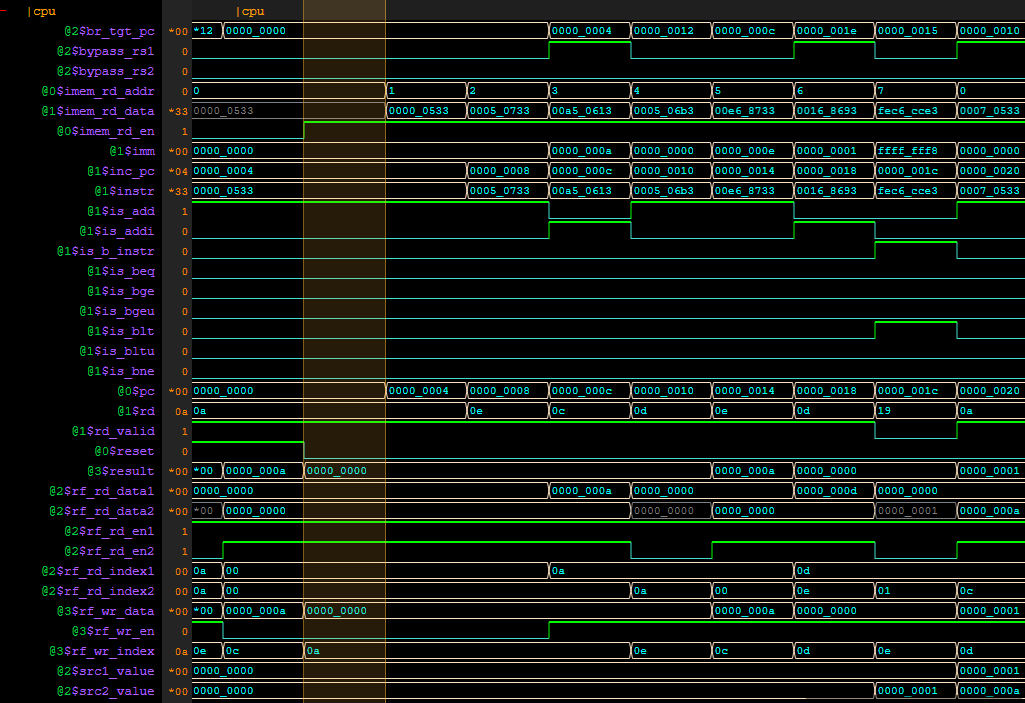 |cpu |cpu
@2$br_tgt_pc *00 *12 0000_0000 0000_0004 0000_0012 0000_000c 0000_001e 0000_0015 0000_0010
@2$bypass_rs1 0
@2$bypass_rs2 0
@0$imem_rd_addr 0 0 1 2 3 4 5 6 7 0
@1$imem_rd_data *33 0000_0533 0000_0533 0005_0733 00a5_0613 0005_06b3 00e6_8733 0016_8693 fec6_cce3 0007_0533
@0$imem_rd_en 1
@1$imm *00 0000_0000 0000_000a 0000_0000 0000_000e 0000_0001 ffff_fff8 0000_0000
@1$inc_pc *04 0000_0004 0000_0008 0000_000c 0000_0010 0000_0014 0000_0018 0000_001c 0000_0020
@1$instr *33 0000_0533 0005_0733 00a5_0613 0005_06b3 00e6_8733 0016_8693 fec6_cce3 0007_0533
@1$is_add 1
@1$is_addi 0
@1$is_b_instr 0
@1$is_beq 0
@1$is_bge 0
@1$is_bgeu 0
@1$is_blt 0
@1$is_bltu 0
@1$is_bne 0
@0$pc *00 0000_0000 0000_0004 0000_0008 0000_000c 0000_0010 0000_0014 0000_0018 0000_001c 0000_0020
@1$rd 0a 0a 0e 0c 0d 0e 0d 19 0a
@1$rd_valid 1
@0$reset 0
@3$result *00 *00 0000_000a 0000_0000 0000_000a 0000_0000 0000_0001
@2$rf_rd_data1 *00 0000_0000 0000_000a 0000_0000 0000_000d 0000_0000
@2$rf_rd_data2 *00 *00 0000_0000 0000_0000 0000_0000 0000_0001 0000_000a
@2$rf_rd_en1 1
@2$rf_rd_en2 1
@2$rf_rd_index1 00 0a 00 0a 0d
@2$rf_rd_index2 00 0a 00 0a 00 0e 01 0c
@3$rf_wr_data *00 *00 0000_000a 0000_0000 0000_000a 0000_0000 0000_0001
@3$rf_wr_en 0
@3$rf_wr_index 0a 0e 0c 0a 0e 0c 0d 0e 0d
@2$src1_value *00 0000_0000 0000_0001
@2$src2_value *00 0000_0000 0000_0001 0000_000a